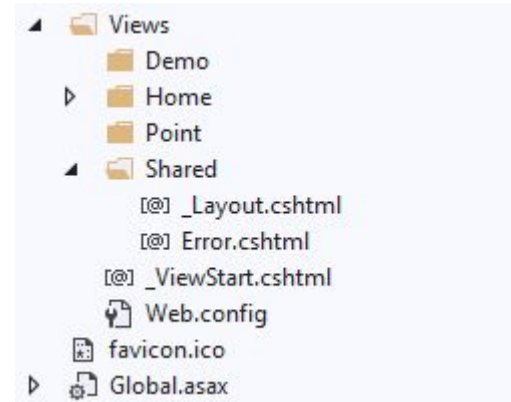 Views
Demo
Home
Point
Shared
[@] _Layout.cshtml
[@] Error.cshtml
[@] _ViewStart.cshtml
Web.config
favicon.ico
Global.asax